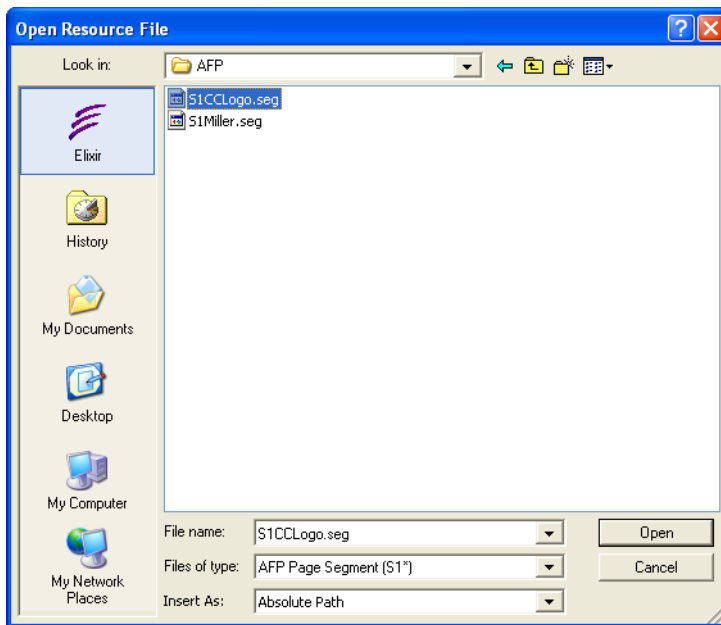 Open Resource File
Look in:
AFP
S1CCLogo.seg
S1Miller.seg
Elixir
History
My Documents
Desktop
My Computer
My Network
Places
File name:
S1CCLogo.seg
Open
Files of type:
AFP Page Segment (S1*)
Cancel
Insert As:
Absolute Path